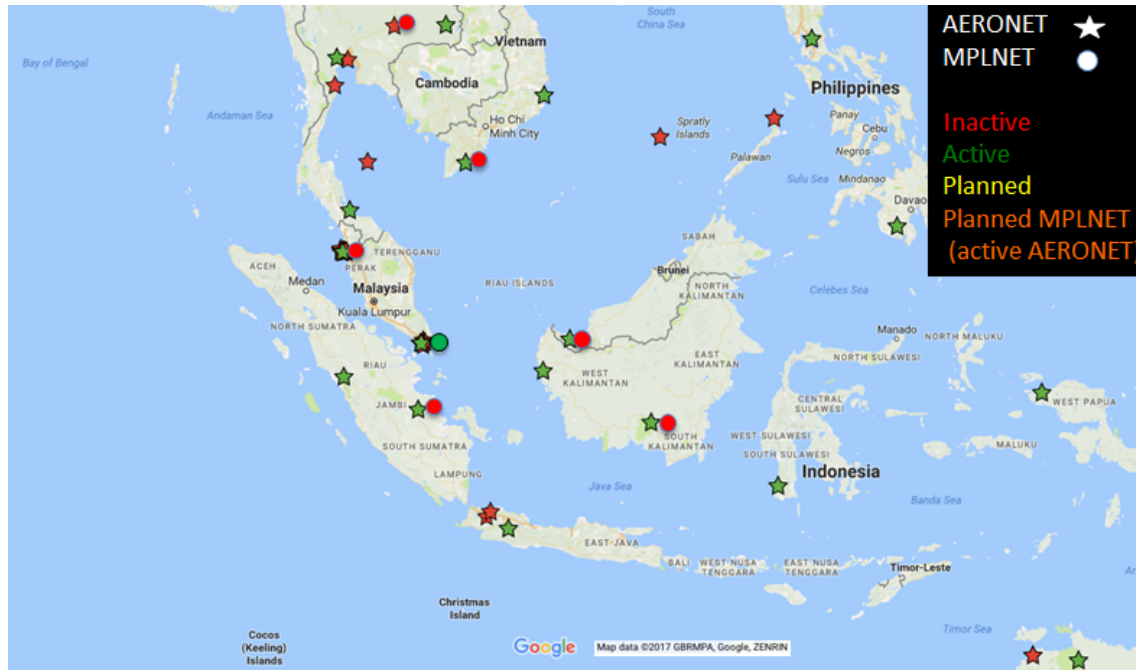 AERONET
MPLNET
Inactive
Active
Planned
Planned MPLNET
(active AERONET)
South
China Sea
Bay of Bengal
Vietnam
Cambodia
Andaman Sea
Ho Chi
Minh City
Philippines
Spratly
Islands
Panay
Cebu
Negros
Palawan
Sulu Sea
Mindanao
Davao
TERENGGANU
PERAK
SABAH
ACEH
Medan
Malaysia
Kuala Lumpur
RIAU ISLANDS
Brunei
NORTH
KALIMANTAN
Celebes Sea
NORTH SUMATRA
Manado
NORTH MALUKU
NORTH SULAWESI
RIAU
WEST
KALIMANTAN
EAST
KALIMANTAN
JAMBI
CENTRAL
SULAWESI
WEST PAPUA
SOUTH SUMATRA
SOUTH
KALIMANTAN
WEST SULAWESI
SOUTH
SULAWESI
MALUKU
LAMPUNG
Indonesia
Java Sea
Banda Sea
EAST JAVA
BALI
WEST NUSA
TENGGARA
EAST NUSA
TENGGARA
Timor-Leste
Ar
Christmas
Island
Cocos
(Keeling)
Islands
Timor Sea
Google
Map data ©2017 GBRMPA, Google, ZENRIN